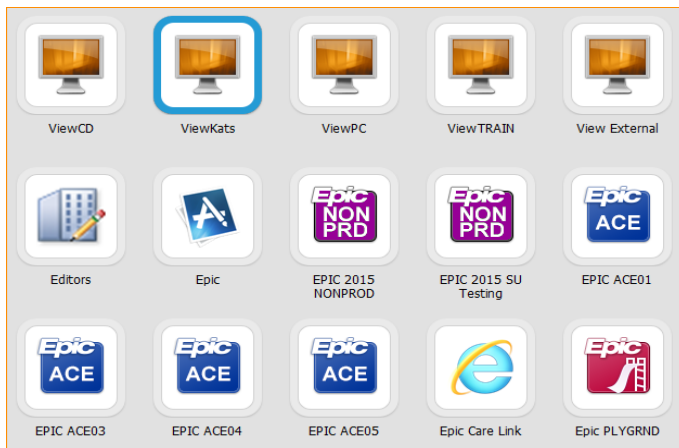 ViewCD
ViewKats
ViewPC
ViewTRAIN
View External
Epic
NON
PRD
Epic
NON
PRD
Epic
ACE
Editors
Epic
EPIC 2015
NONPROD
EPIC 2015 SU
Testing
EPIC ACE01
Epic
ACE
Epic
ACE
Epic
ACE
Epic
EPIC ACE03
EPIC ACE04
EPIC ACE05
Epic Care Link
Epic PLYGRND